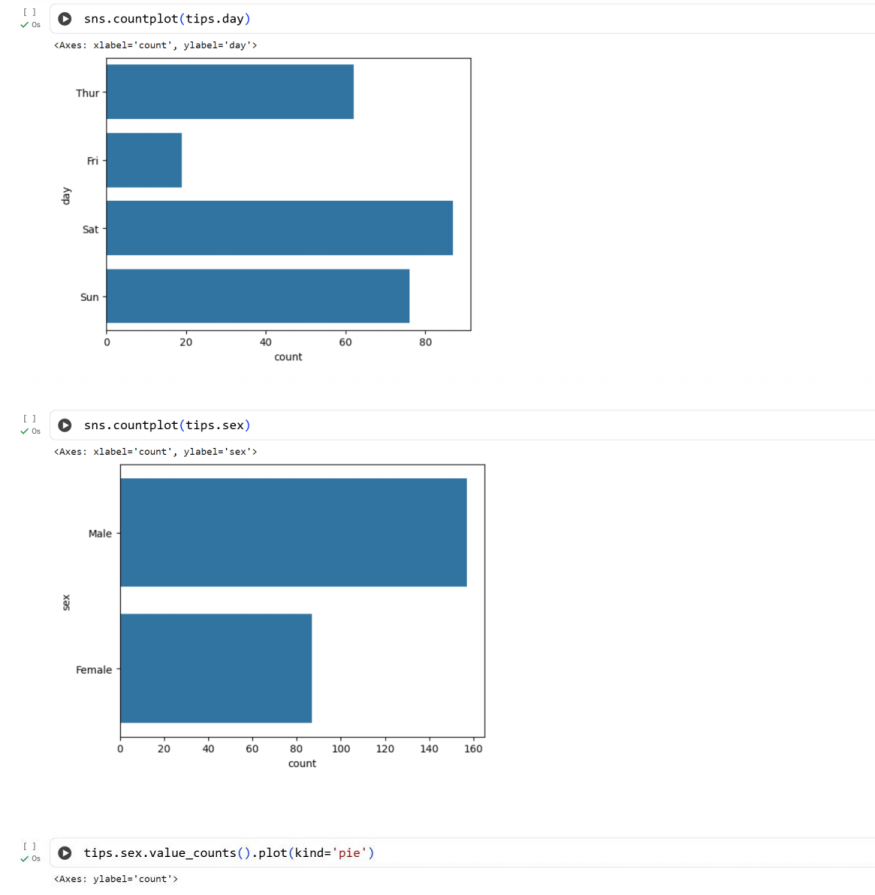 [ ]
0s
sns.countplot(tips.day)
<Axes: xlabel='count', ylabel='day'>
Thur
Fri
day
Sat
Sun
0 20 40 60 80
count
[ ]
0s
sns.countplot(tips.sex)
<Axes: xlabel='count', ylabel='sex'>
Male
sex
Female
0 20 40 60 80 100 120 140 160
count
[ ]
0s
tips.sex.value_counts().plot(kind='pie')
<Axes: ylabel='count'>